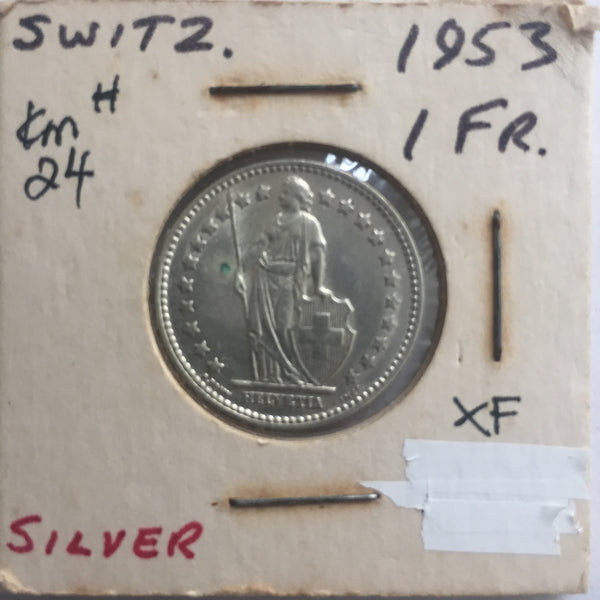 SWITZ.
1953
H
km
24
1 FR.
HELVETIA
XF
SILVER